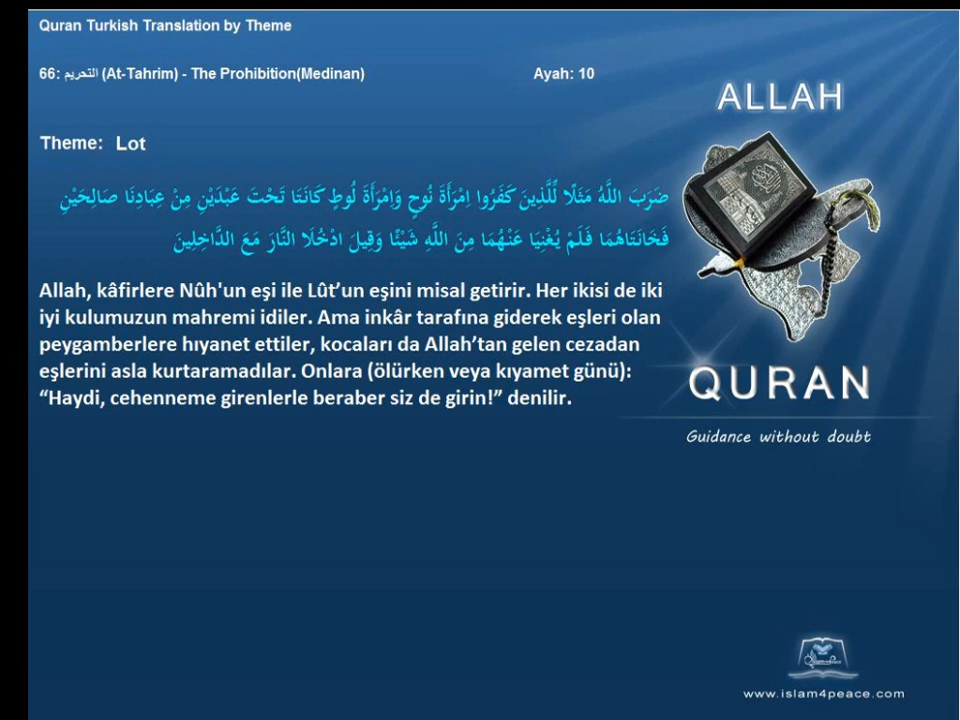 Quran Turkish Translation by Theme
66: التحريم (At-Tahrim) - The Prohibition(Medinan) Ayah: 10
Theme: Lot
ضَرَبَ اللَّهُ مَثَلًا لِّلَّذِينَ كَفَرُوا اِمْرَأَةَ نُوحٍ وَاِمْرَأَةَ لُوطٍ كَانَتَا تَحْتَ عَبْدَيْنِ مِنْ عِبَادِنَا صَالِحَيْنِ
فَخَانَتَاهُمَا فَلَمْ يُغْنِيَا عَنْهُمَا مِنَ اللَّهِ شَيْئًا وَقِيلَ ادْخُلَا النَّارَ مَعَ الدَّاخِلِينَ
Allah, kâfirlere Nûh'un eşi ile Lût’un eşini misal getirir. Her ikisi de iki
iyi kulumuzun mahremi idiler. Ama inkâr tarafına giderek eşleri olan
peygamberlere hıyanet ettiler, kocaları da Allah’tan gelen cezadan
eşlerini asla kurtaramadılar. Onlara (ölürken veya kıyamet günü):
“Haydi, cehenneme girenlerle beraber siz de girin!” denilir.
ALLAH
QURAN
Guidance without doubt
www.islam4peace.com